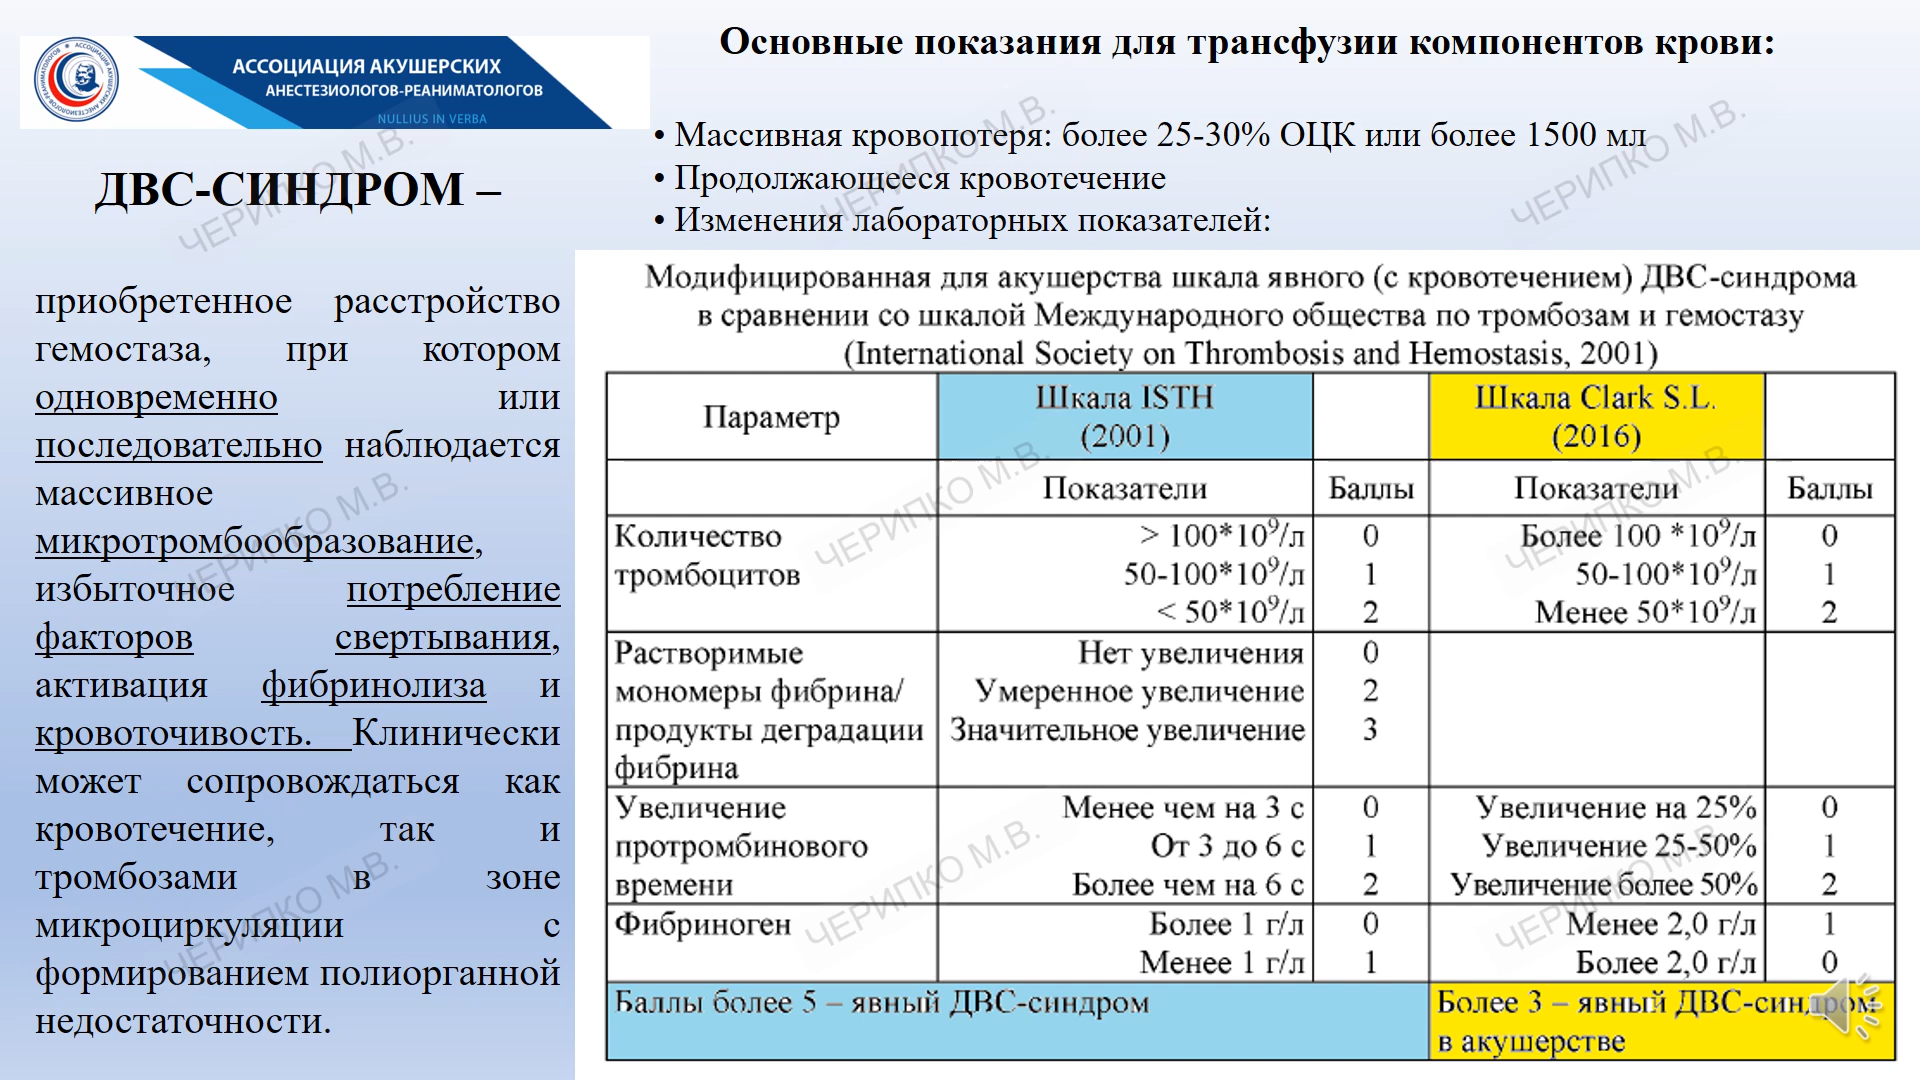 АССОЦИАЦИЯ АКУШЕРСКИХ
АНЕСТЕЗИОЛОГОВ-РЕАНИМАТОЛОГОВ
NULLIUS IN VERBA
ДВС-СИНДРОМ –
приобретенное расстройство
гемостаза, при котором
одновременно или
последовательно наблюдается
массивное
микротромбообразование,
избыточное потребление
факторов свертывания,
активация фибринолиза и
кровоточивость. Клинически
может сопровождаться как
кровотечение, так и
тромбозами в зоне
микроциркуляции с
формированием полиорганной
недостаточности.
Основные показания для трансфузии компонентов крови:
• Массивная кровопотеря: более 25-30% ОЦК или более 1500 мл
• Продолжающееся кровотечение
• Изменения лабораторных показателей:
Модифицированная для акушерства шкала явного (с кровотечением) ДВС-синдрома
в сравнении со шкалой Международного общества по тромбозам и гемостазу
(International Society on Thrombosis and Hemostasis, 2001)
Параметр Шкала ISTH (2001) Шкала Clark S.L. (2016)
Показатели Баллы Показатели Баллы
Количество > 100*10⁹/л 0 Более 100 *10⁹/л 0
тромбоцитов 50-100*10⁹/л 1 50-100*10⁹/л 1
< 50*10⁹/л 2 Менее 50*10⁹/л 2
Растворимые Нет увеличения 0
мономеры фибрина/ Умеренное увеличение 2
продукты деградации Значительное увеличение 3
фибрина
Увеличение Менее чем на 3 с 0 Увеличение на 25% 0
протромбинового От 3 до 6 с 1 Увеличение 25-50% 1
времени Более чем на 6 с 2 Увеличение более 50% 2
Фибриноген Более 1 г/л 0 Менее 2,0 г/л 1
Менее 1 г/л 1 Более 2,0 г/л 0
Баллы более 5 – явный ДВС-синдром Более 3 – явный ДВС-синдром
в акушерстве
ЧЕРИПКО М.В.
ЧЕРИПКО М.В.
ЧЕРИПКО М.В.
ЧЕРИПКО М.В.
ЧЕРИПКО М.В.
ЧЕРИПКО М.В.
ЧЕРИПКО М.В.
ЧЕРИПКО М.В.
ЧЕРИПКО М.В.